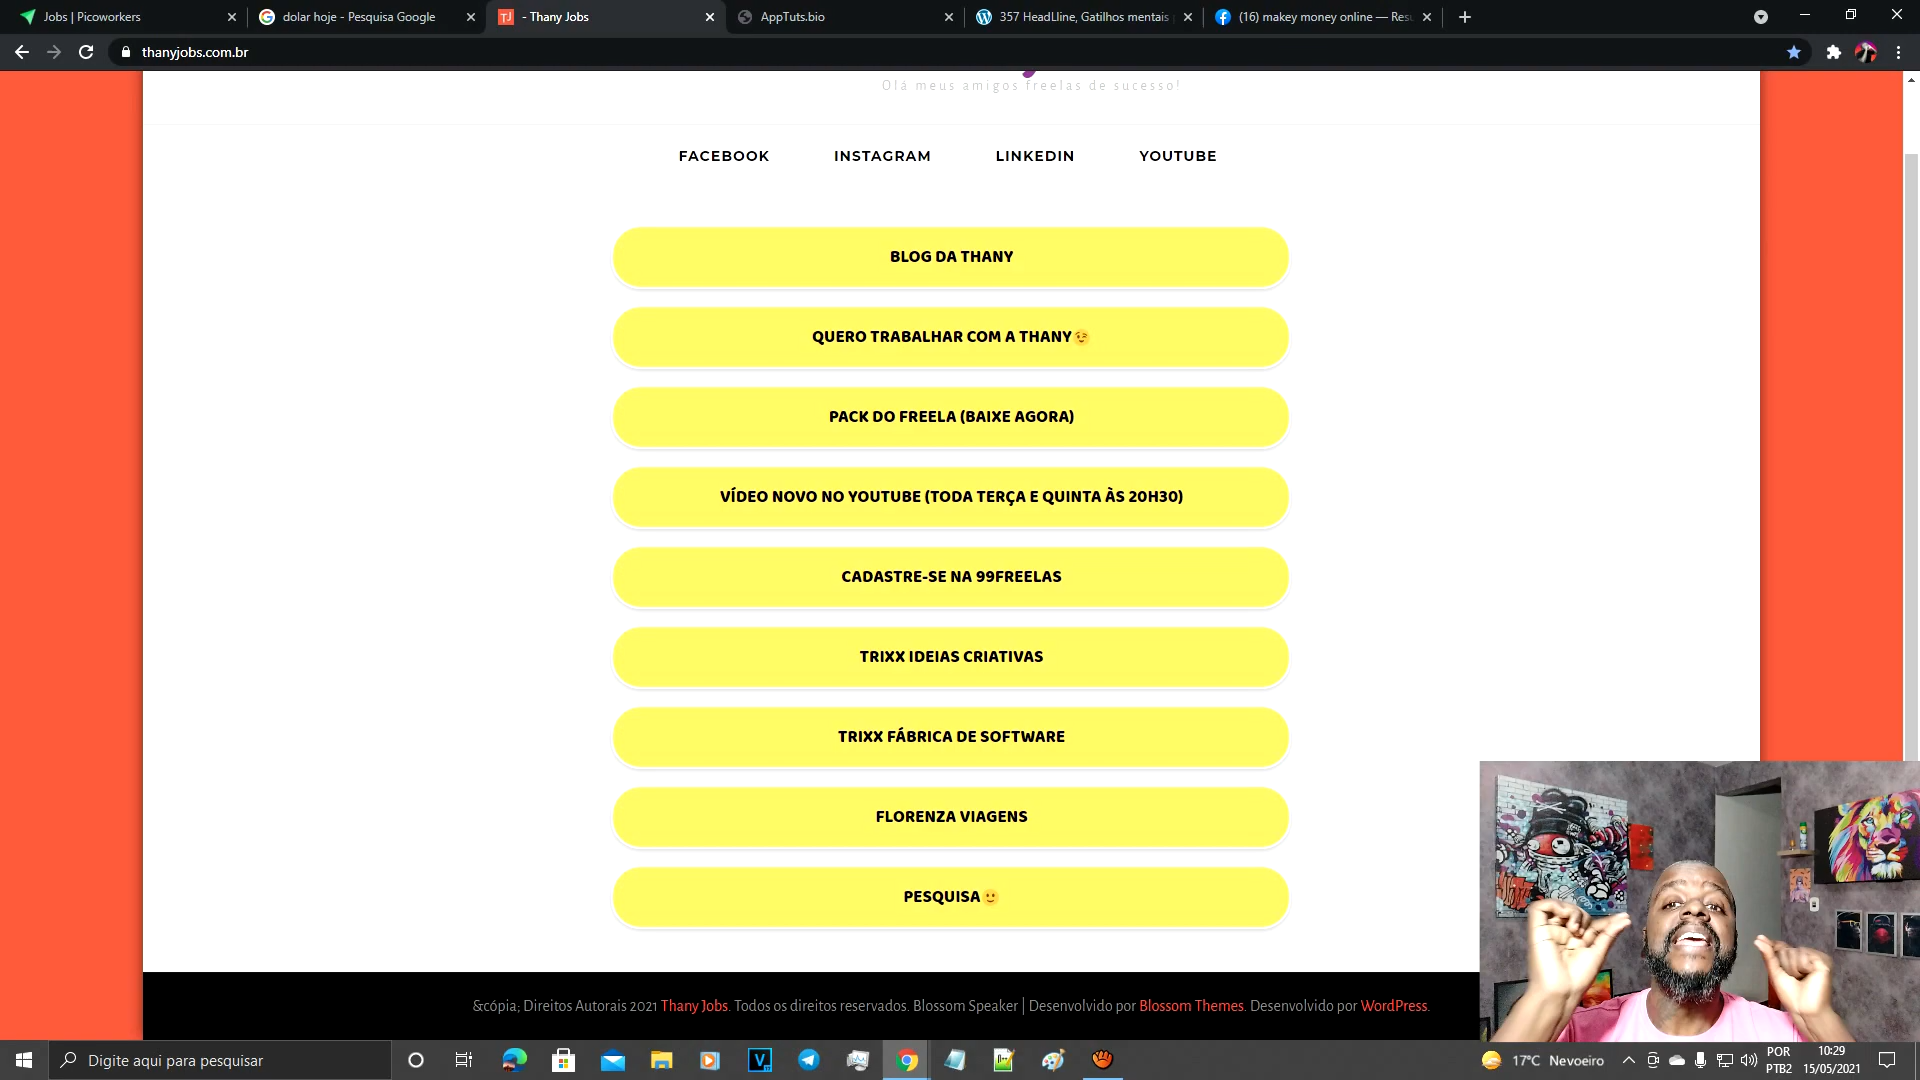 Jobs | Picoworkers
dolar hoje - Pesquisa Google
TJ
- Thany Jobs
AppTuts.bio
357 HeadLline, Gatilhos mentais
(16) makey money online — Resu
thanyjobs.com.br
Olá meus amigos freelas de sucesso!
FACEBOOK
INSTAGRAM
LINKEDIN
YOUTUBE
BLOG DA THANY
QUERO TRABALHAR COM A THANY😉
PACK DO FREELA (BAIXE AGORA)
VÍDEO NOVO NO YOUTUBE (TODA TERÇA E QUINTA ÀS 20H30)
CADASTRE-SE NA 99FREELAS
TRIXX IDEIAS CRIATIVAS
TRIXX FÁBRICA DE SOFTWARE
FLORENZA VIAGENS
PESQUISA🙂
&cópia; Direitos Autorais 2021 Thany Jobs. Todos os direitos reservados. Blossom Speaker | Desenvolvido por Blossom Themes. Desenvolvido por WordPress.
Digite aqui para pesquisar
17°C Nevoeiro
POR
PTB2
10:29
15/05/2021